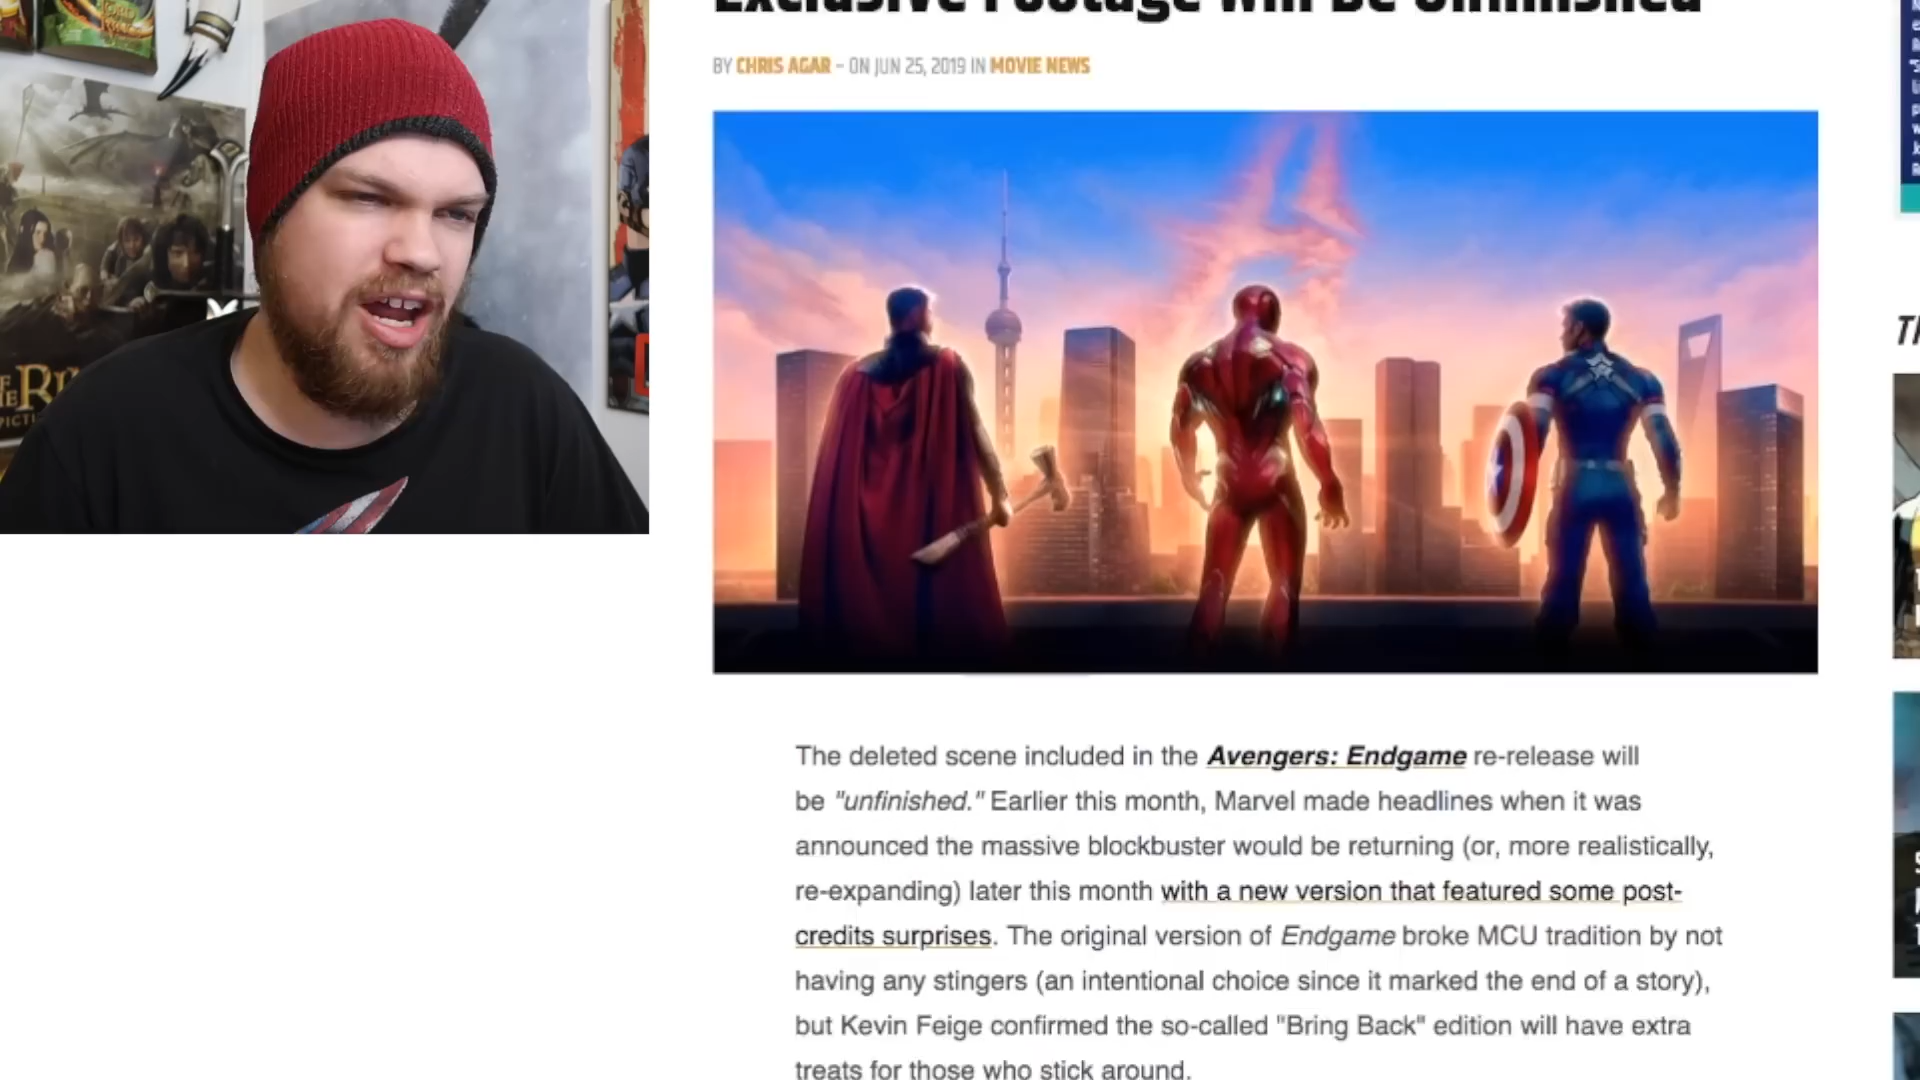 Exclusive Footage Will Be Unfinished
BY CHRIS AGAR – ON JUN 25, 2019 IN MOVIE NEWS
The deleted scene included in the Avengers: Endgame re-release will
be "unfinished." Earlier this month, Marvel made headlines when it was
announced the massive blockbuster would be returning (or, more realistically,
re-expanding) later this month with a new version that featured some post-
credits surprises. The original version of Endgame broke MCU tradition by not
having any stingers (an intentional choice since it marked the end of a story),
but Kevin Feige confirmed the so-called "Bring Back" edition will have extra
treats for those who stick around.